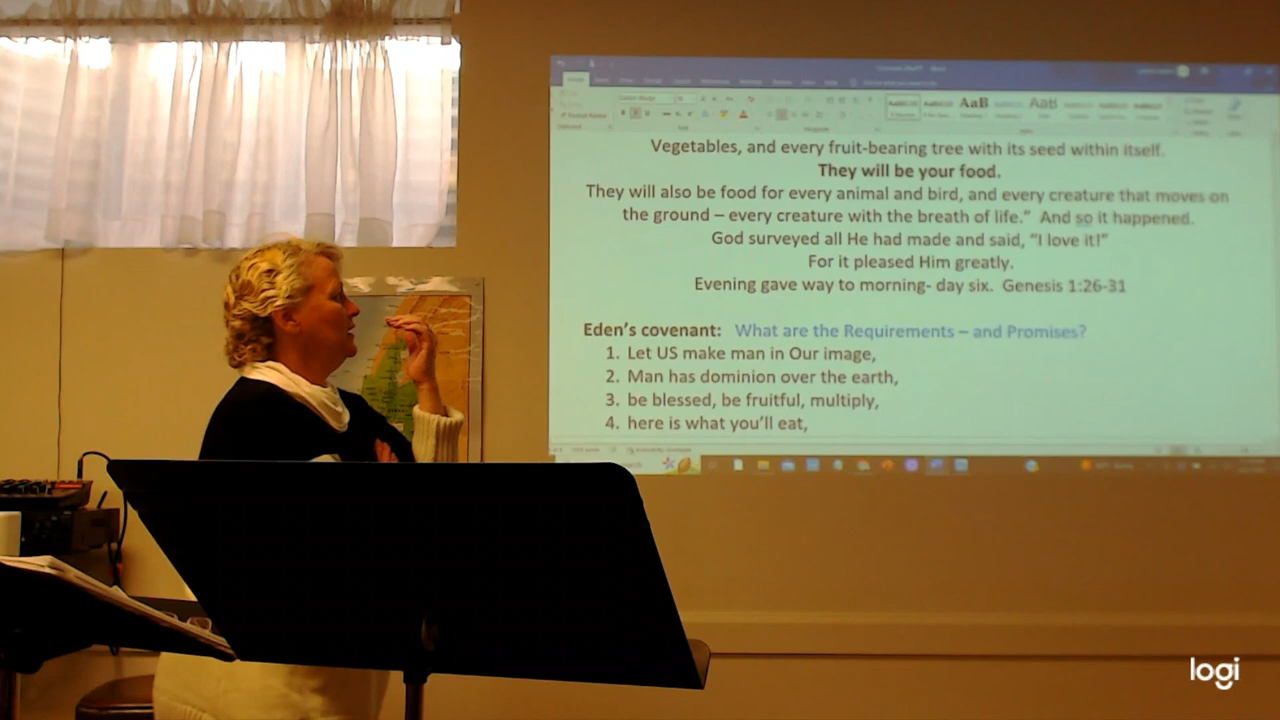 AaB
Vegetables, and every fruit-bearing tree with its seed within itself.
They will be your food.
They will also be food for every animal and bird, and every creature that moves on
the ground – every creature with the breath of life.” And so it happened.
God surveyed all He had made and said, “I love it!”
For it pleased Him greatly.
Evening gave way to morning- day six. Genesis 1:26-31
Eden’s covenant: What are the Requirements – and Promises?
1. Let US make man in Our image,
2. Man has dominion over the earth,
3. be blessed, be fruitful, multiply,
4. here is what you’ll eat,
logi